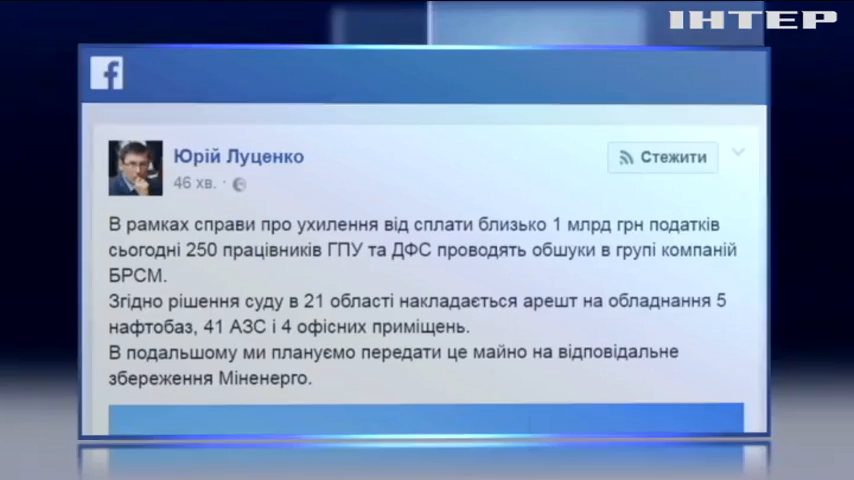 ІНТЕР
Юрій Луценко
46 хв. ·
Стежити
В рамках справи про ухилення від сплати близько 1 млрд грн податків
сьогодні 250 працівників ГПУ та ДФС проводять обшуки в групі компаній
БРСМ.
Згідно рішення суду в 21 області накладається арешт на обладнання 5
нафтобаз, 41 АЗС і 4 офісних приміщень.
В подальшому ми плануємо передати це майно на відповідальне
збереження Міненерго.